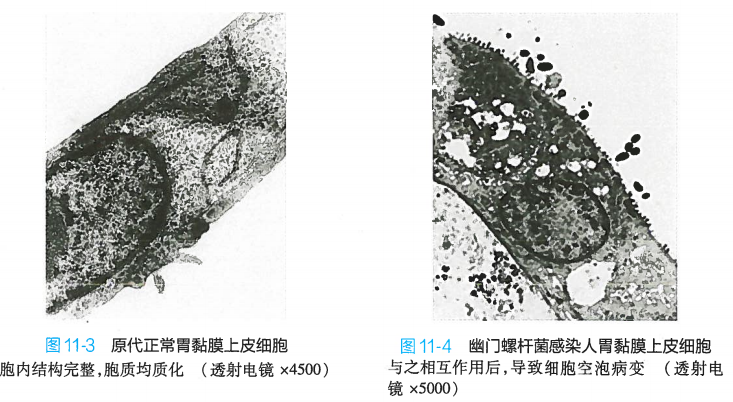 图 11-3 原代正常胃黏膜上皮细胞
胞内结构完整,胞质均质化 (透射电镜 ×4500)
图 11-4 幽门螺杆菌感染人胃黏膜上皮细胞
与之相互作用后,导致细胞空泡病变 (透射电
镜 ×5000)